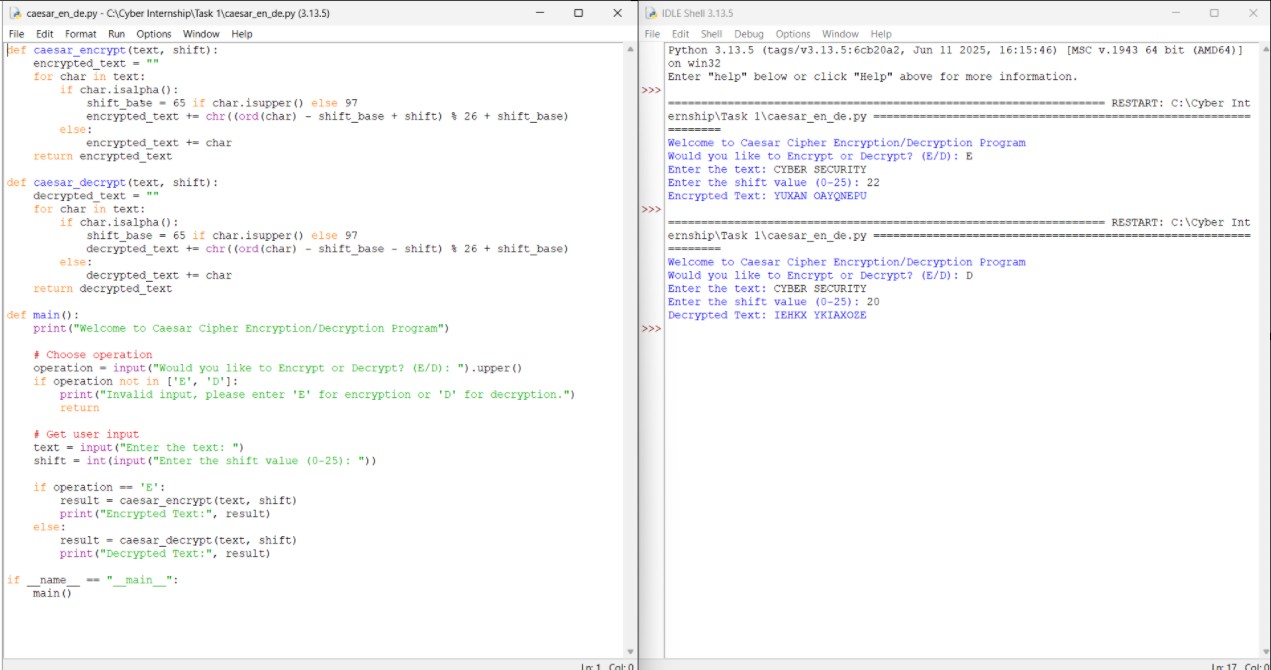 caesar_en_de.py - C:\Cyber Internship\Task 1\caesar_en_de.py (3.13.5)
File Edit Format Run Options Window Help
def caesar_encrypt(text, shift):
    encrypted_text = ""
    for char in text:
        if char.isalpha():
            shift_base = 65 if char.isupper() else 97
            encrypted_text += chr((ord(char) - shift_base + shift) % 26 + shift_base)
        else:
            encrypted_text += char
    return encrypted_text
def caesar_decrypt(text, shift):
    decrypted_text = ""
    for char in text:
        if char.isalpha():
            shift_base = 65 if char.isupper() else 97
            decrypted_text += chr((ord(char) - shift_base - shift) % 26 + shift_base)
        else:
            decrypted_text += char
    return decrypted_text
def main():
    print("Welcome to Caesar Cipher Encryption/Decryption Program")
    # Choose operation
    operation = input("Would you like to Encrypt or Decrypt? (E/D): ").upper()
    if operation not in ['E', 'D']:
        print("Invalid input, please enter 'E' for encryption or 'D' for decryption.")
        return
    # Get user input
    text = input("Enter the text: ")
    shift = int(input("Enter the shift value (0-25): "))
    if operation == 'E':
        result = caesar_encrypt(text, shift)
        print("Encrypted Text:", result)
    else:
        result = caesar_decrypt(text, shift)
        print("Decrypted Text:", result)
if __name__ == "__main__":
    main()
Ln: 1 Col: 0
IDLE Shell 3.13.5
File Edit Shell Debug Options Window Help
Python 3.13.5 (tags/v3.13.5:6cb20a2, Jun 11 2025, 16:15:46) [MSC v.1943 64 bit (AMD64)]
on win32
Enter "help" below or click "Help" above for more information.
>>>
================================================================== RESTART: C:\Cyber Int
ernship\Task 1\caesar_en_de.py =========================================================
========
Welcome to Caesar Cipher Encryption/Decryption Program
Would you like to Encrypt or Decrypt? (E/D): E
Enter the text: CYBER SECURITY
Enter the shift value (0-25): 22
Encrypted Text: YUXAN OAYQNEPU
>>>
================================================================== RESTART: C:\Cyber Int
ernship\Task 1\caesar_en_de.py =========================================================
========
Welcome to Caesar Cipher Encryption/Decryption Program
Would you like to Encrypt or Decrypt? (E/D): D
Enter the text: CYBER SECURITY
Enter the shift value (0-25): 20
Decrypted Text: IEHKX YKIAXOZE
>>>
Ln: 17 Col: 0